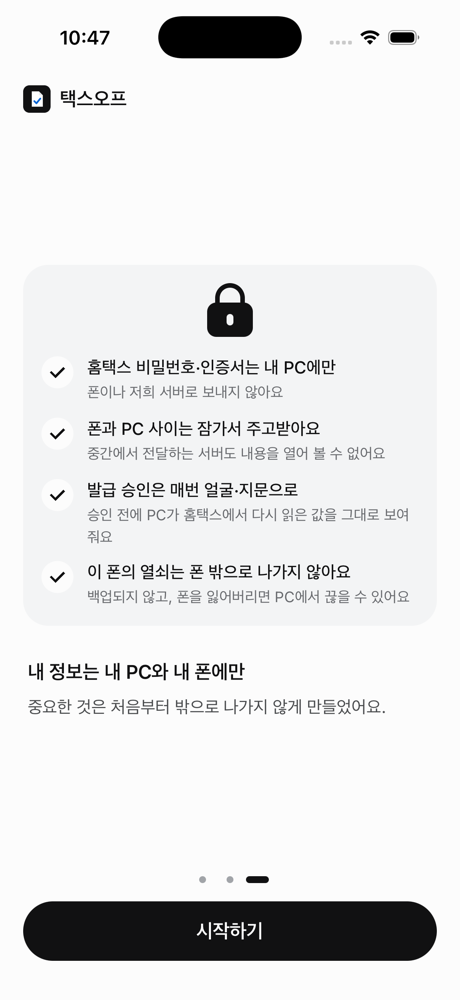 10:47
택스오프
홈택스 비밀번호·인증서는 내 PC에만
폰이나 저희 서버로 보내지 않아요
폰과 PC 사이는 잠가서 주고받아요
중간에서 전달하는 서버도 내용을 열어 볼 수 없어요
발급 승인은 매번 얼굴·지문으로
승인 전에 PC가 홈택스에서 다시 읽은 값을 그대로 보여
줘요
이 폰의 열쇠는 폰 밖으로 나가지 않아요
백업되지 않고, 폰을 잃어버리면 PC에서 끊을 수 있어요
내 정보는 내 PC와 내 폰에만
중요한 것은 처음부터 밖으로 나가지 않게 만들었어요.
시작하기